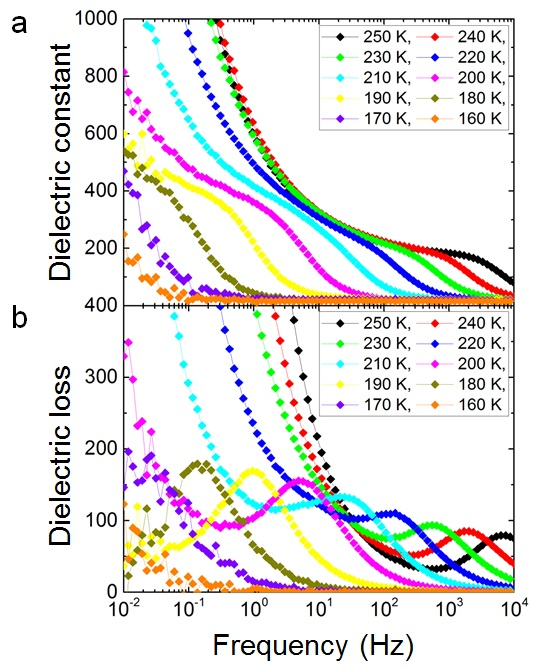 a
Dielectric constant
1000
800
600
400
200
400
250 K, 240 K,
230 K, 220 K,
210 K, 200 K,
190 K, 180 K,
170 K, 160 K
b
Dielectric loss
300
200
100
0
250 K, 240 K,
230 K, 220 K,
210 K, 200 K,
190 K, 180 K,
170 K, 160 K
10-2 10-1 100 101 102 103 104
Frequency (Hz)